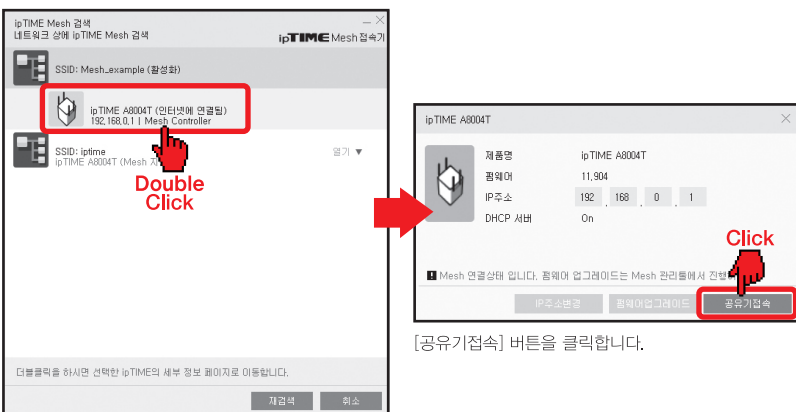 ipTIME Mesh 검색
네트워크 상에 ipTIME Mesh 검색
ipTIME Mesh 접속기
SSID: Mesh_example (활성화)
ipTIME A8004T (인터넷에 연결됨)
192.168.0.1 | Mesh Controller
SSID: iptime
열기 ▼
ipTIME A8004T (Mesh
Double
Click
더블클릭을 하시면 선택한 ipTIME의 세부 정보 페이지로 이동합니다.
재검색
취소
ipTIME A8004T
제품명 ipTIME A8004T
펌웨어 11.904
IP주소 192 . 168 . 0 . 1
DHCP 서버 On
Click
! Mesh 연결상태 입니다. 펌웨어 업그레이드는 Mesh 관리툴에서
IP주소변경
펌웨어업그레이드
공유기접속
[공유기접속] 버튼을 클릭합니다.